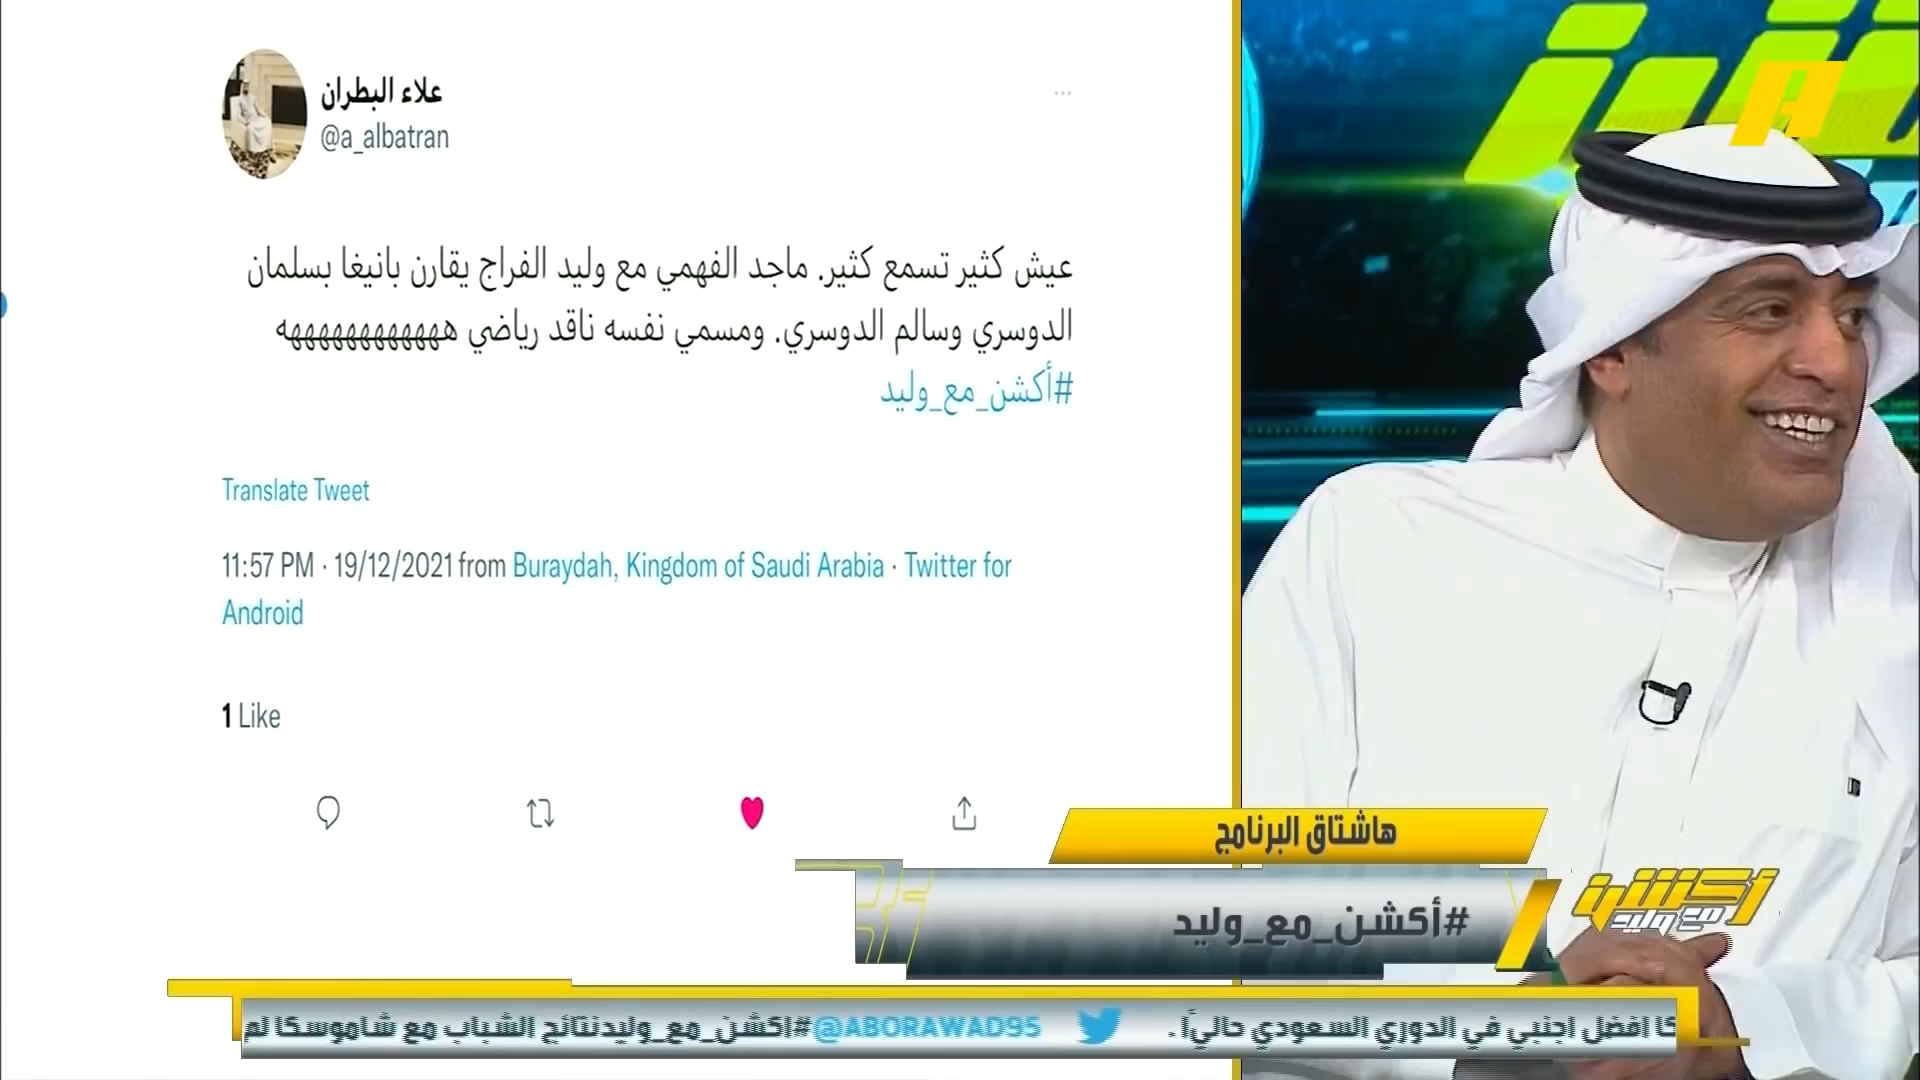 علاء البطران
@a_albatran
...
عيش كثير تسمع كثير. ماجد الفهمي مع وليد الفراج يقارن بانيغا بسلمان
الدوسري وسالم الدوسري. ومسمي نفسه ناقد رياضي هههههههههههه
#أكشن_مع_وليد
Translate Tweet
11:57 PM · 19/12/2021 from Buraydah, Kingdom of Saudi Arabia · Twitter for
Android
1 Like
هاشتاق البرنامج
#أكشن_مع_وليد
أكشن
مع وليد
كا افضل اجنبي في الدوري السعودي حالياً . @ABORAWAD95 #اكشن_مع_وليدنتائج الشباب مع شاموسكا لم